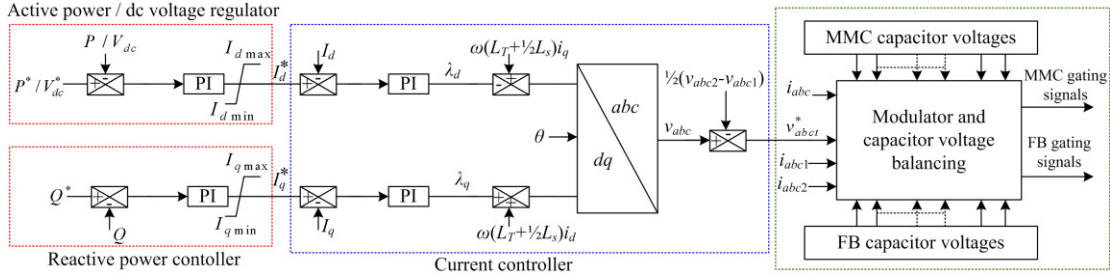 Active power / dc voltage regulator
P / V_dc
P* / V*_dc
PI
I_d max
I_d min
I_d*
I_d
PI
λ_d
ω(L_T+½L_s)i_q
abc
dq
θ
½(v_abc2-v_abc1)
v_abc
v*_abct
i_abc
i_abc1
i_abc2
MMC capacitor voltages
Modulator and
capacitor voltage
balancing
FB capacitor voltages
MMC gating
signals
FB gating
signals
Q*
Q
PI
I_q max
I_q min
I_q*
I_q
PI
λ_q
ω(L_T+½L_s)i_d
Reactive power contoller
Current controller